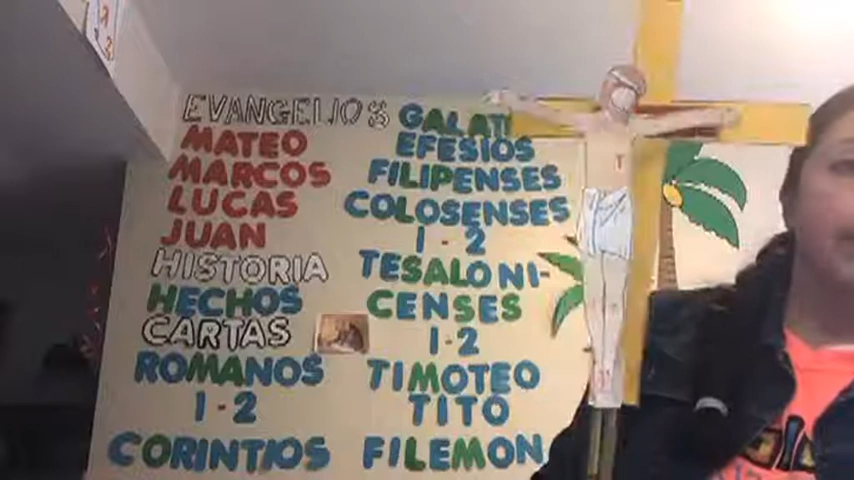 EVANGELIOS
MATEO
MARCOS
LUCAS
JUAN
HISTORIA
HECHOS
CARTAS
ROMANOS
1-2
CORINTIOS
GALATI
EFESIOS
FILIPENSES
COLOSENSES
1-2
TESALONI-
CENSES
1-2
TIMOTEO
TITO
FILEMON